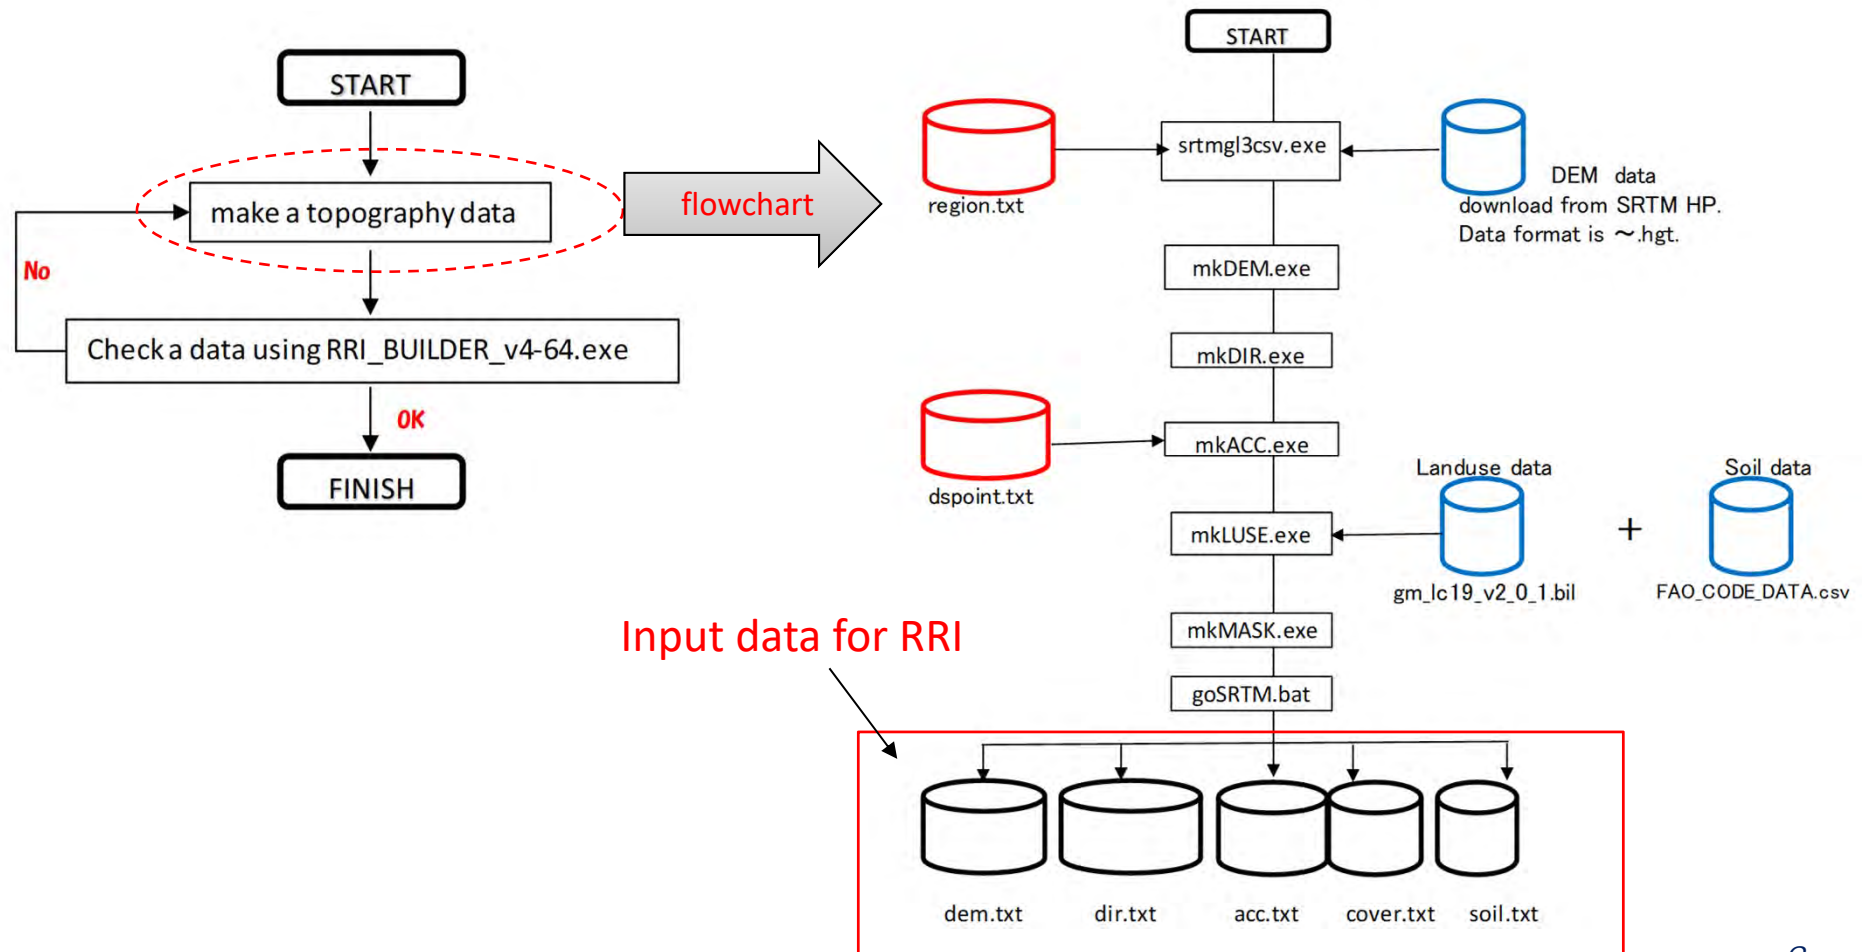 START
make a topography data
No
Check a data using RRI_BUILDER_v4-64.exe
OK
FINISH
flowchart
START
region.txt
srtmgl3csv.exe
DEM data
download from SRTM HP.
Data format is ~.hgt.
mkDEM.exe
mkDIR.exe
dspoint.txt
mkACC.exe
Landuse data
Soil data
mkLUSE.exe
+
gm_lc19_v2_0_1.bil
FAO_CODE_DATA.csv
mkMASK.exe
Input data for RRI
goSRTM.bat
dem.txt
dir.txt
acc.txt
cover.txt
soil.txt